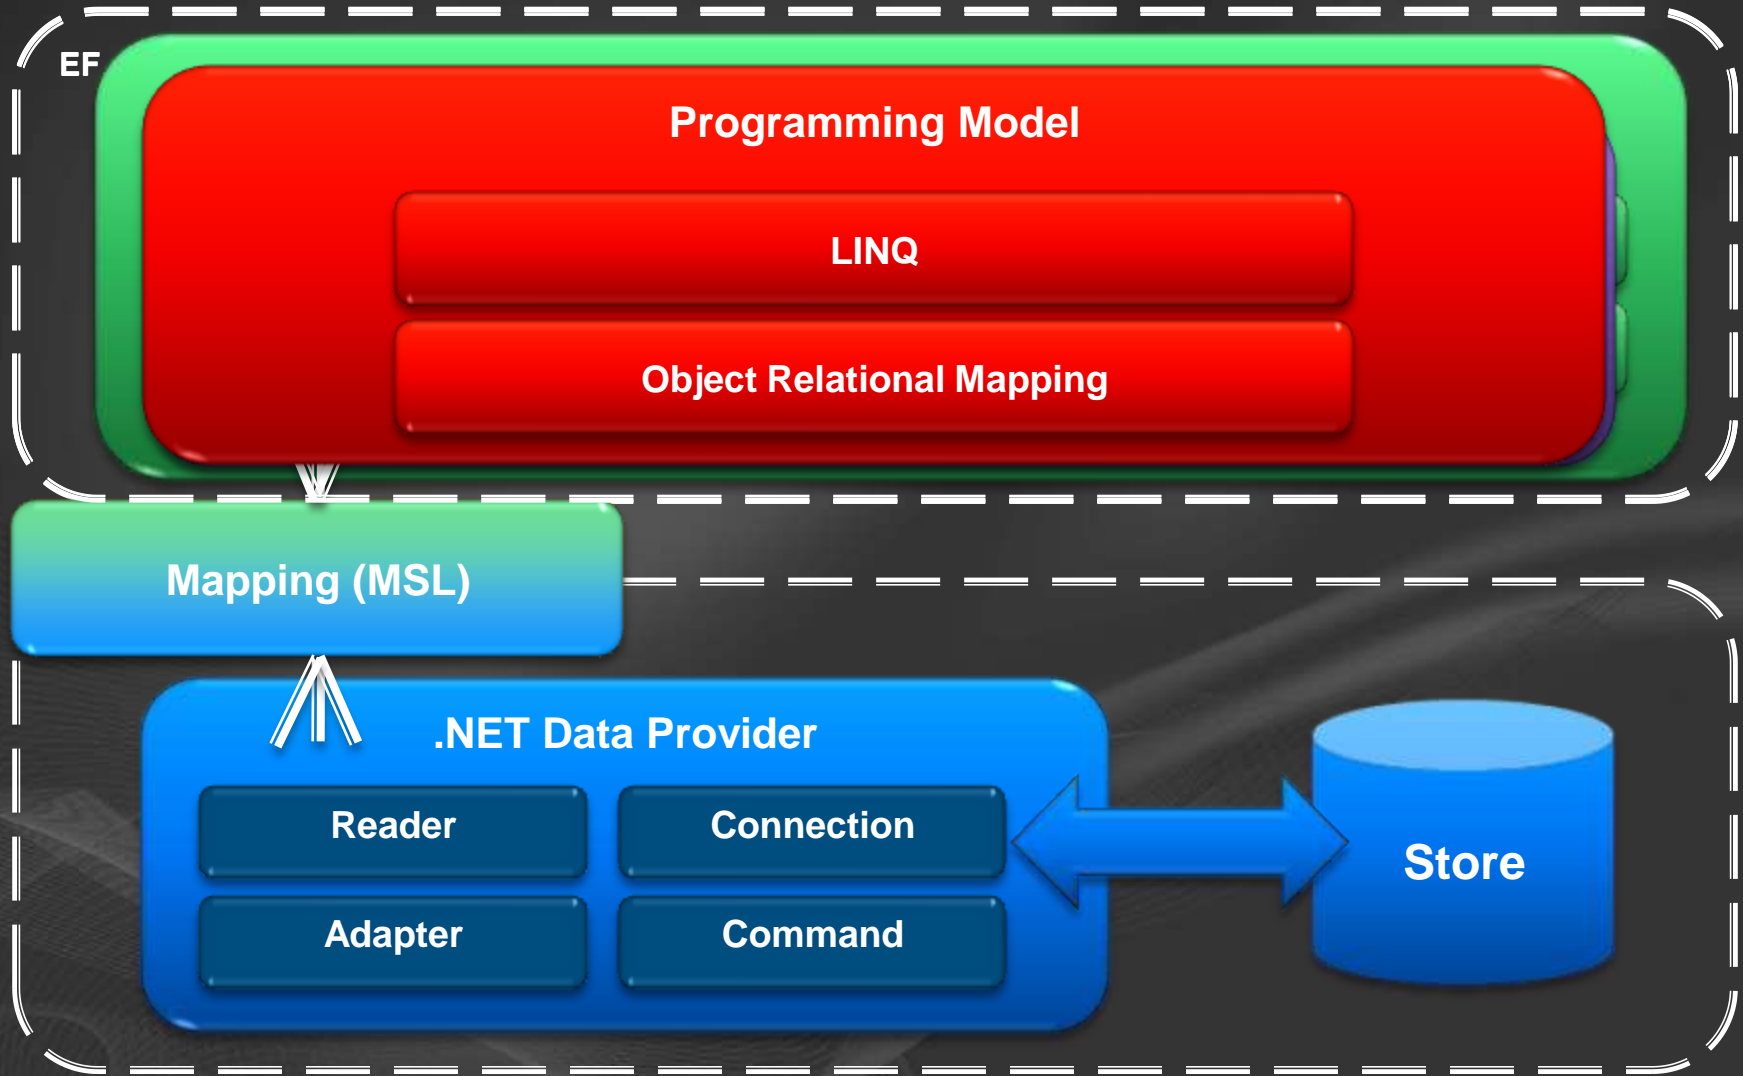 EF
Programming Model
LINQ
Object Relational Mapping
Mapping (MSL)
.NET Data Provider
Reader
Connection
Adapter
Command
Store